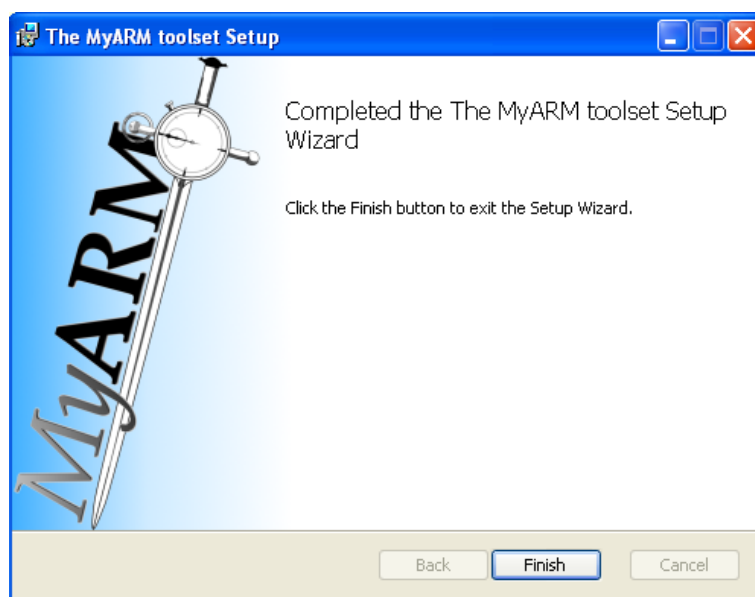 The MyARM toolset Setup
MyARM
Completed the The MyARM toolset Setup
Wizard
Click the Finish button to exit the Setup Wizard.
Back
Finish
Cancel